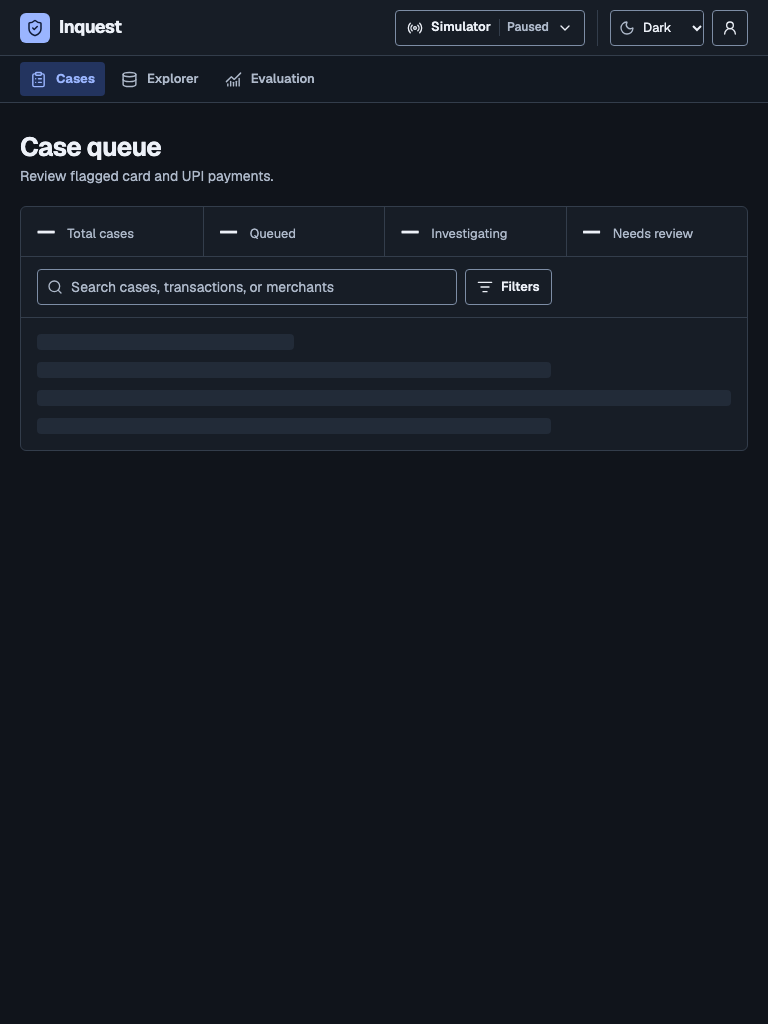 Inquest
Simulator Paused
Dark
Cases
Explorer
Evaluation
Case queue
Review flagged card and UPI payments.
— Total cases
— Queued
— Investigating
— Needs review
Search cases, transactions, or merchants
Filters